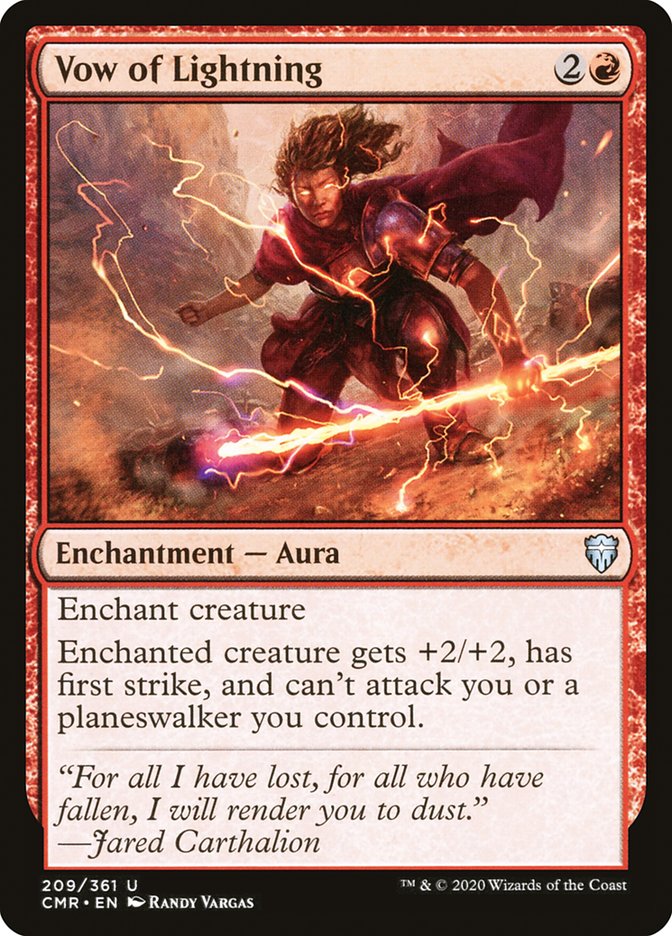 Vow of Lightning 2
Enchantment — Aura
Enchant creature
Enchanted creature gets +2/+2, has
first strike, and can't attack you or a
planeswalker you control.
“For all I have lost, for all who have
fallen, I will render you to dust.”
—Jared Carthalion
209/361 U
CMR • EN Randy Vargas
™ & © 2020 Wizards of the Coast